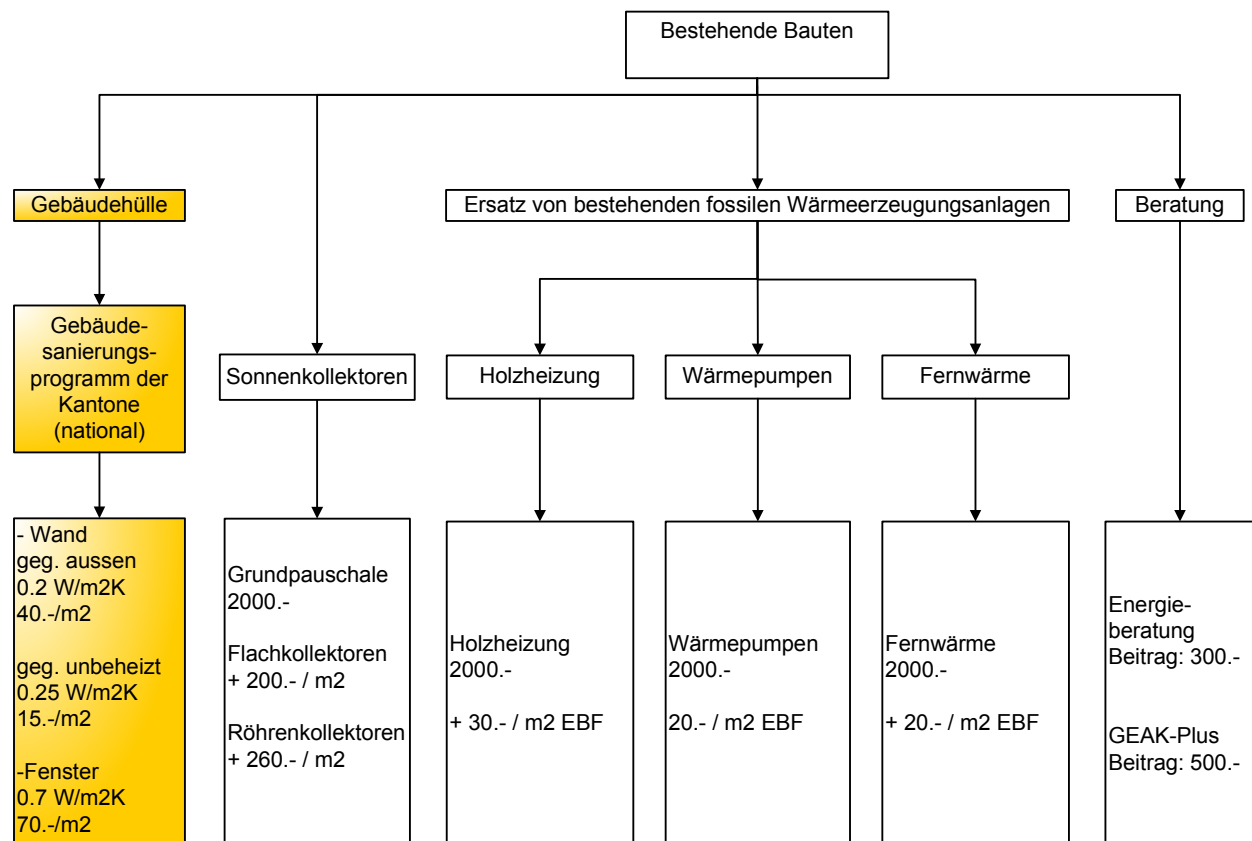 Bestehende Bauten
Gebäudehülle
Ersatz von bestehenden fossilen Wärmeerzeugungsanlagen
Beratung
Gebäude-
sanierungs-
programm der
Kantone
(national)
Sonnenkollektoren
Holzheizung
Wärmepumpen
Fernwärme
- Wand
geg. aussen
0.2 W/m2K
40.-/m2
geg. unbeheizt
0.25 W/m2K
15.-/m2
-Fenster
0.7 W/m2K
70.-/m2
Grundpauschale
2000.-
Flachkollektoren
+ 200.- / m2
Röhrenkollektoren
+ 260.- / m2
Holzheizung
2000.-
+ 30.- / m2 EBF
Wärmepumpen
2000.-
20.- / m2 EBF
Fernwärme
2000.-
+ 20.- / m2 EBF
Energie-
beratung
Beitrag: 300.-
GEAK-Plus
Beitrag: 500.-